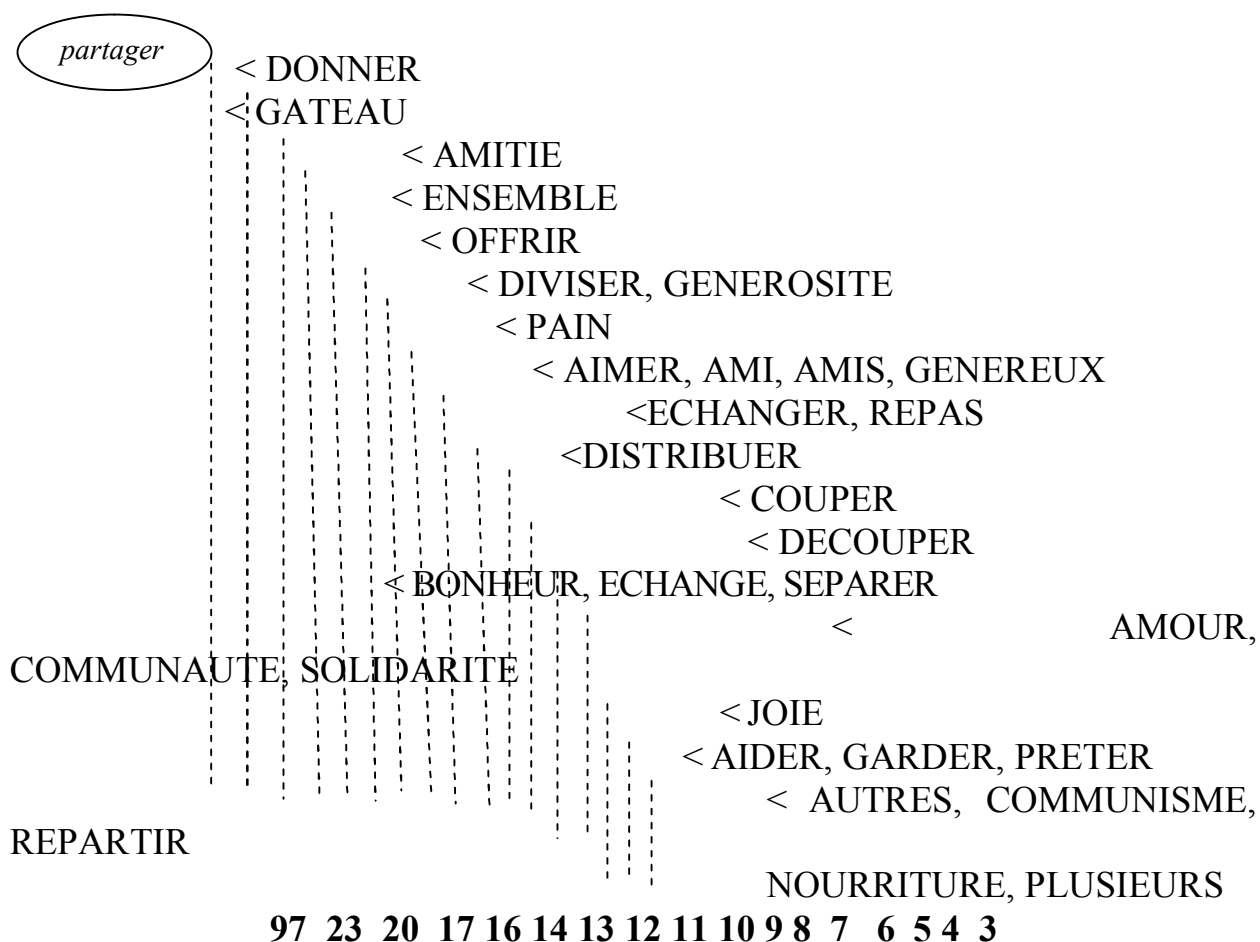 partager
< DONNER
< GATEAU
< AMITIE
< ENSEMBLE
< OFFRIR
< DIVISER, GENEROSITE
< PAIN
< AIMER, AMI, AMIS, GENEREUX
<ECHANGER, REPAS
<DISTRIBUER
< COUPER
< DECOUPER
< BONHEUR, ECHANGE, SEPARER
< AMOUR,
COMMUNAUTE, SOLIDARITE
< JOIE
< AIDER, GARDER, PRETER
< AUTRES, COMMUNISME,
REPARTIR
NOURRITURE, PLUSIEURS
97 23 20 17 16 14 13 12 11 10 9 8 7 6 5 4 3